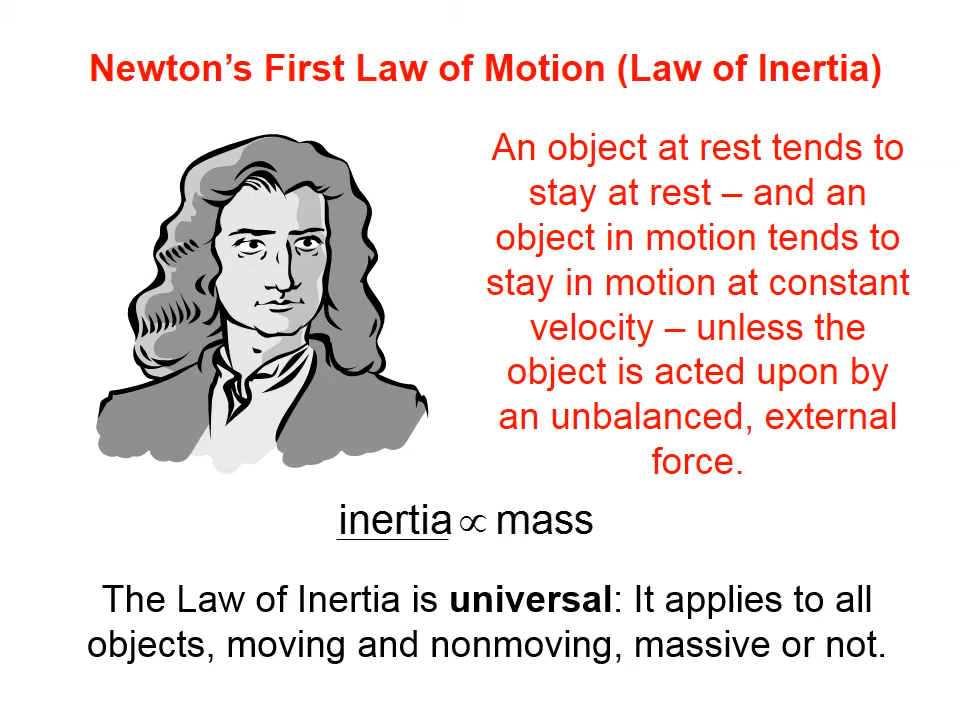 Newton’s First Law of Motion (Law of Inertia)
An object at rest tends to
stay at rest – and an
object in motion tends to
stay in motion at constant
velocity – unless the
object is acted upon by
an unbalanced, external
force.
inertia ∝ mass
The Law of Inertia is universal: It applies to all
objects, moving and nonmoving, massive or not.